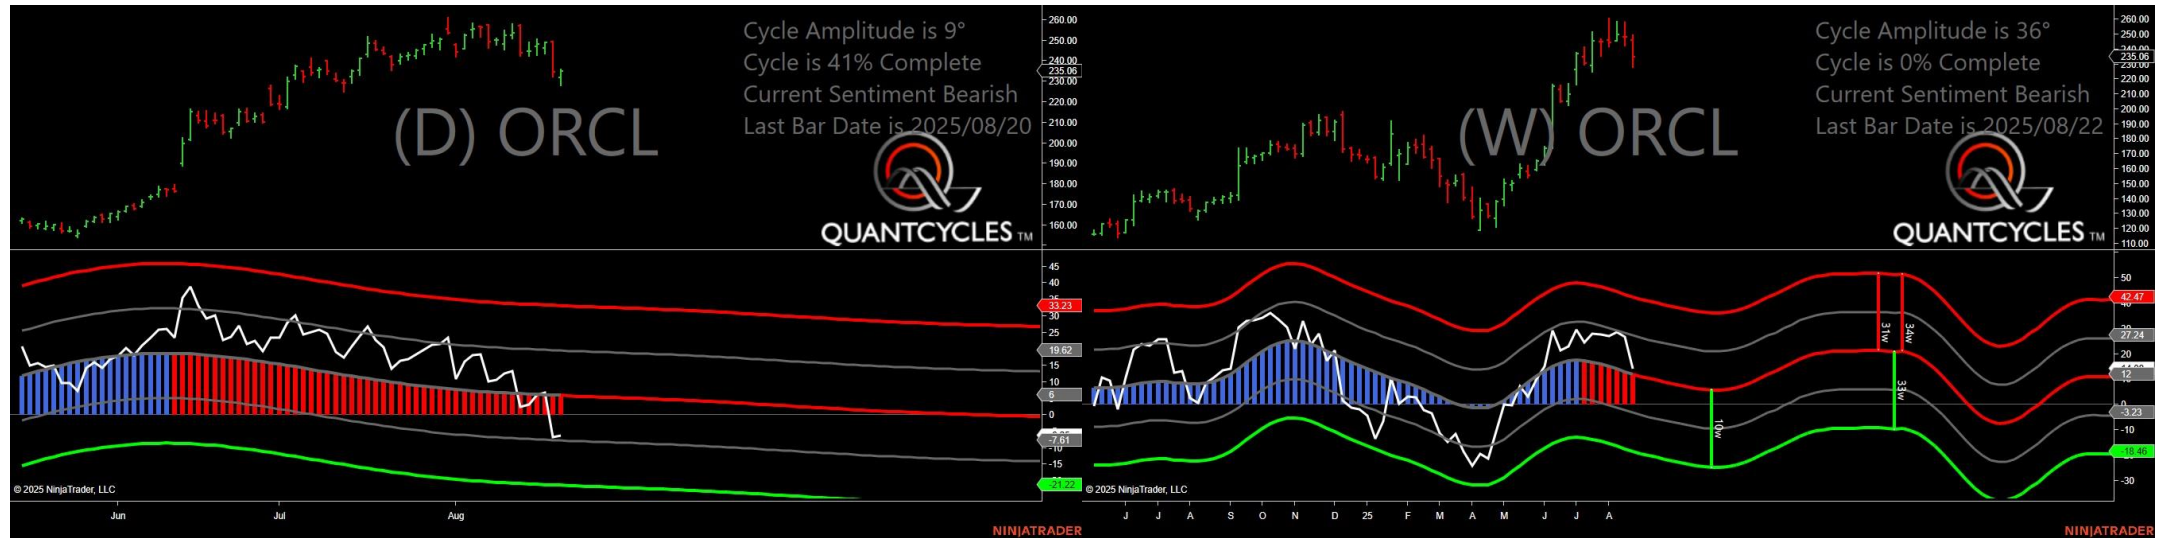 Cycle Amplitude is 9°
Cycle is 41% Complete
Current Sentiment Bearish
Last Bar Date is 2025/08/20
(D) ORCL
QUANTCYCLES TM
260.00
250.00
240.00
235.06
230.00
220.00
210.00
200.00
190.00
180.00
170.00
160.00
45
40
33.23
30
25
19.62
15
10
6
0
-7.61
-10
-15
-21.22
© 2025 NinjaTrader, LLC
Jun
Jul
Aug
NINJATRADER
Cycle Amplitude is 36°
Cycle is 0% Complete
Current Sentiment Bearish
Last Bar Date is 2025/08/22
(W) ORCL
QUANTCYCLES TM
260.00
250.00
240.00
235.06
230.00
220.00
210.00
200.00
190.00
180.00
170.00
160.00
150.00
140.00
130.00
120.00
110.00
31w
34w
33w
10w
50
42.47
27.24
20
12
0
-3.23
-10
-18.46
-30
© 2025 NinjaTrader, LLC
J J A S O N D 25 F M A M J J A
NINJATRADER